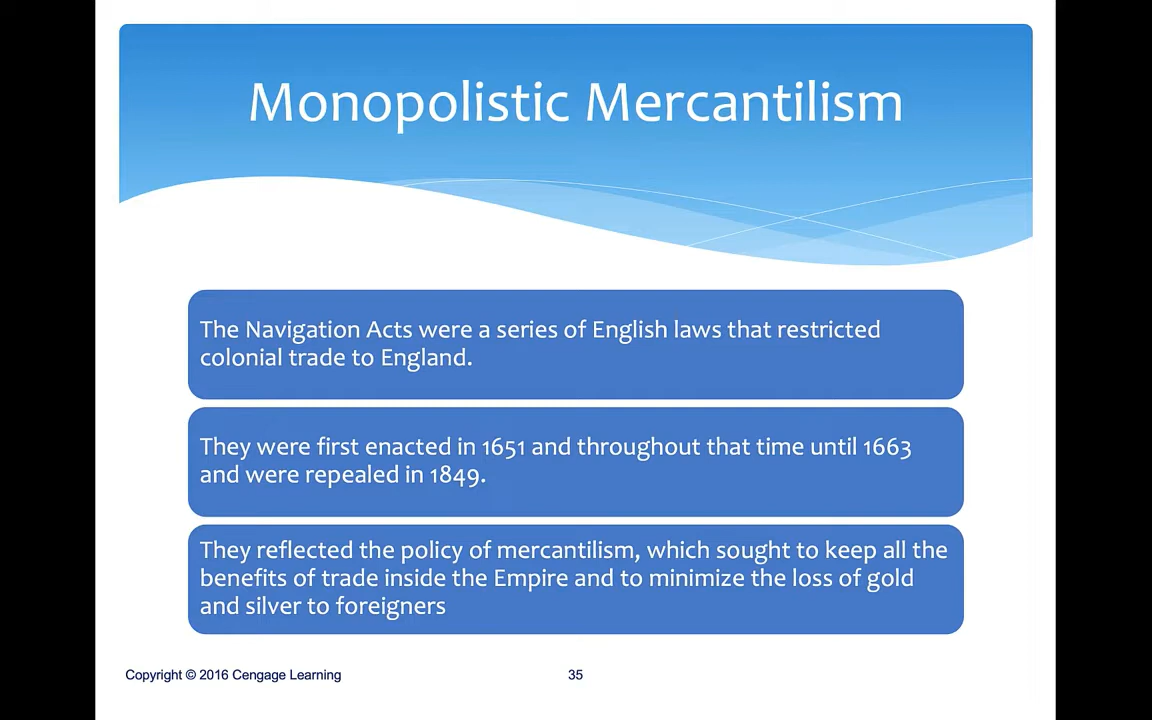 Monopolistic Mercantilism
The Navigation Acts were a series of English laws that restricted
colonial trade to England.
They were first enacted in 1651 and throughout that time until 1663
and were repealed in 1849.
They reflected the policy of mercantilism, which sought to keep all the
benefits of trade inside the Empire and to minimize the loss of gold
and silver to foreigners
Copyright © 2016 Cengage Learning
35